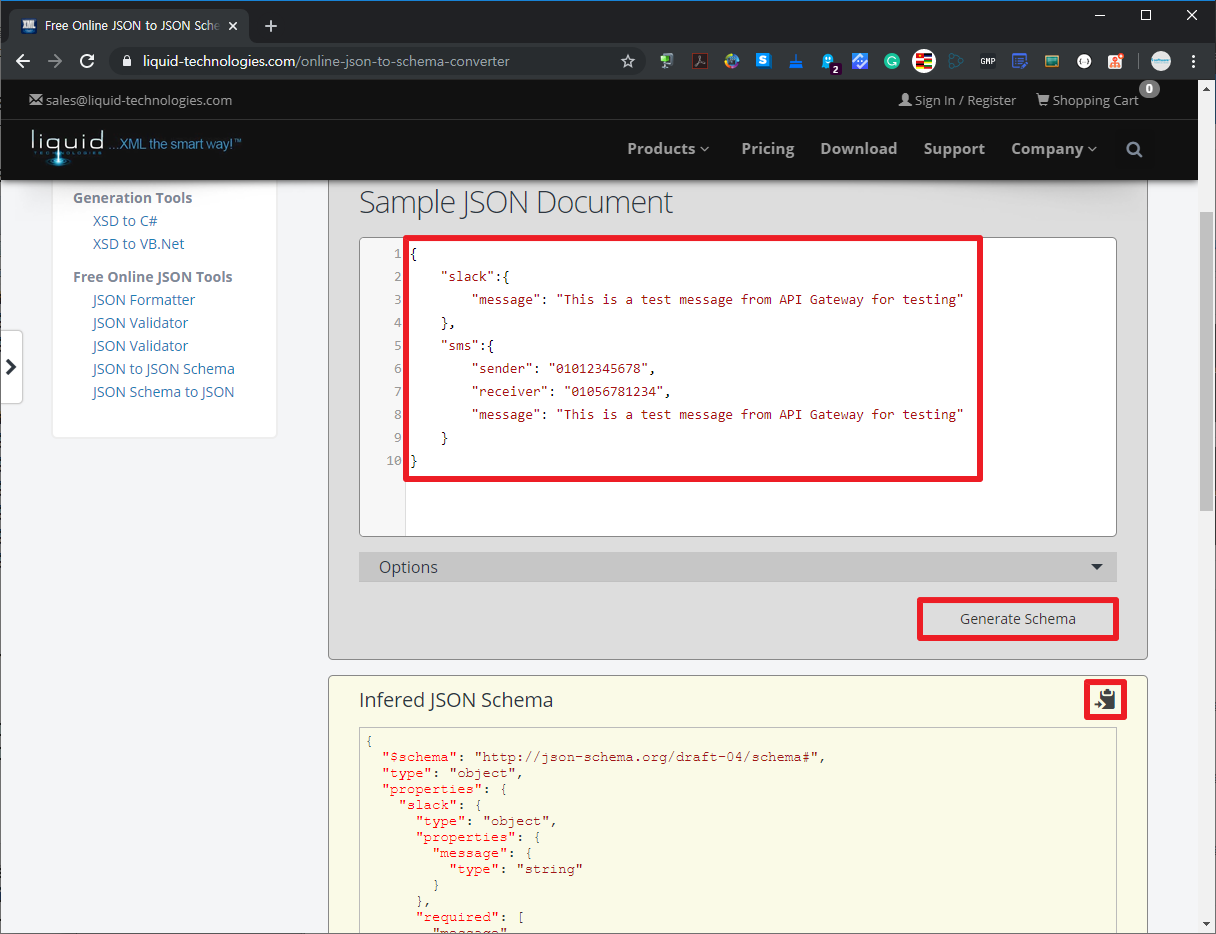 Free Online JSON to JSON Sche
liquid-technologies.com/online-json-to-schema-converter
S
2
G
GMP
sales@liquid-technologies.com
Sign In / Register
Shopping Cart
0
liquid
TECHNOLOGIES
...XML the smart way!™
Products
Pricing
Download
Support
Company
Generation Tools
XSD to C#
XSD to VB.Net
Free Online JSON Tools
JSON Formatter
JSON Validator
JSON Validator
JSON to JSON Schema
JSON Schema to JSON
Sample JSON Document
1 {
2     "slack":{
3         "message": "This is a test message from API Gateway for testing"
4     },
5     "sms":{
6         "sender": "01012345678",
7         "receiver": "01056781234",
8         "message": "This is a test message from API Gateway for testing"
9     }
10 }
Options
Generate Schema
Infered JSON Schema
{
  "$schema": "http://json-schema.org/draft-04/schema#",
  "type": "object",
  "properties": {
    "slack": {
      "type": "object",
      "properties": {
        "message": {
          "type": "string"
        }
      },
      "required": [
        "message"